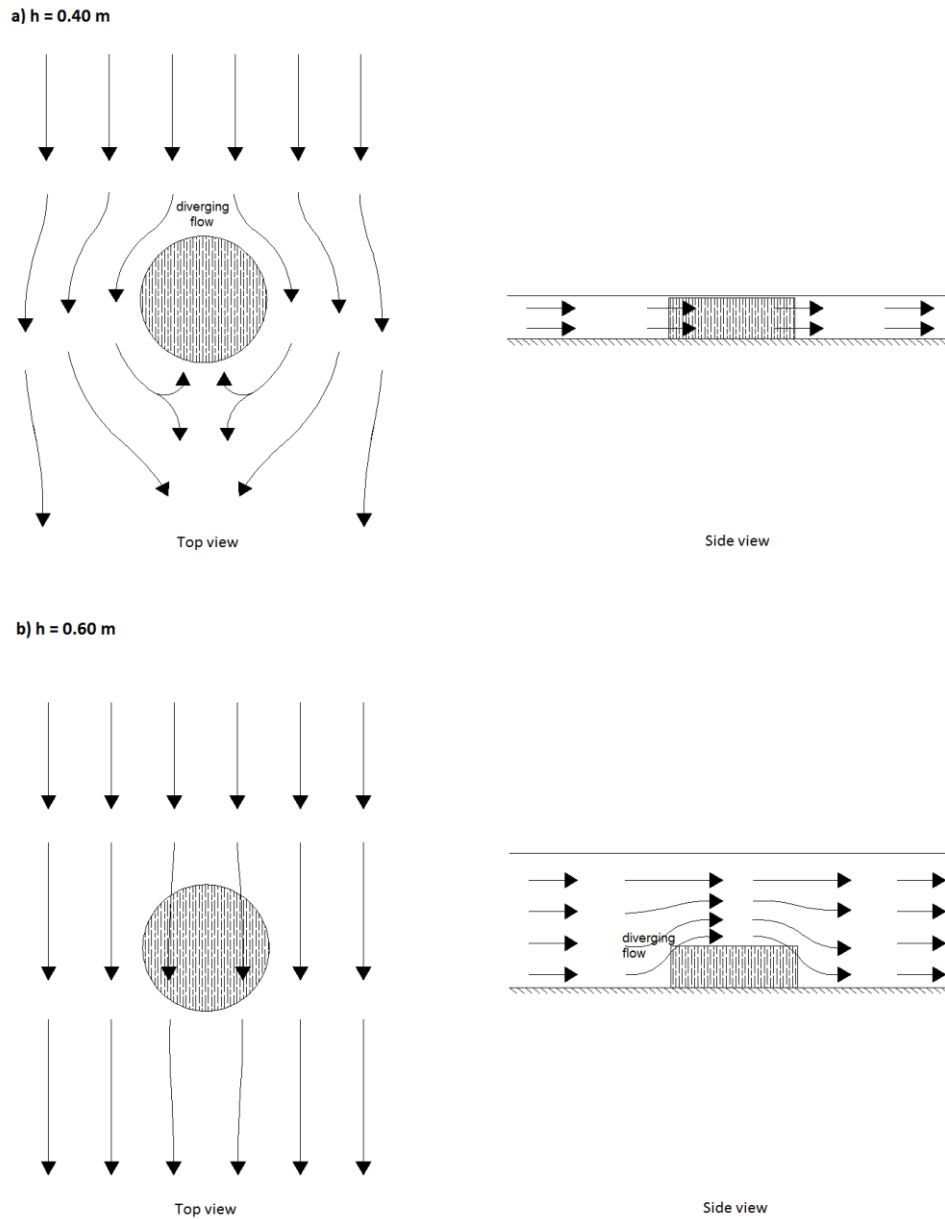 a) h = 0.40 m
diverging
flow
Top view
Side view
b) h = 0.60 m
diverging
flow
Top view
Side view